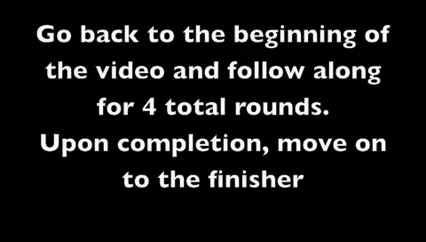 Go back to the beginning of
the video and follow along
for 4 total rounds.
Upon completion, move on
to the finisher